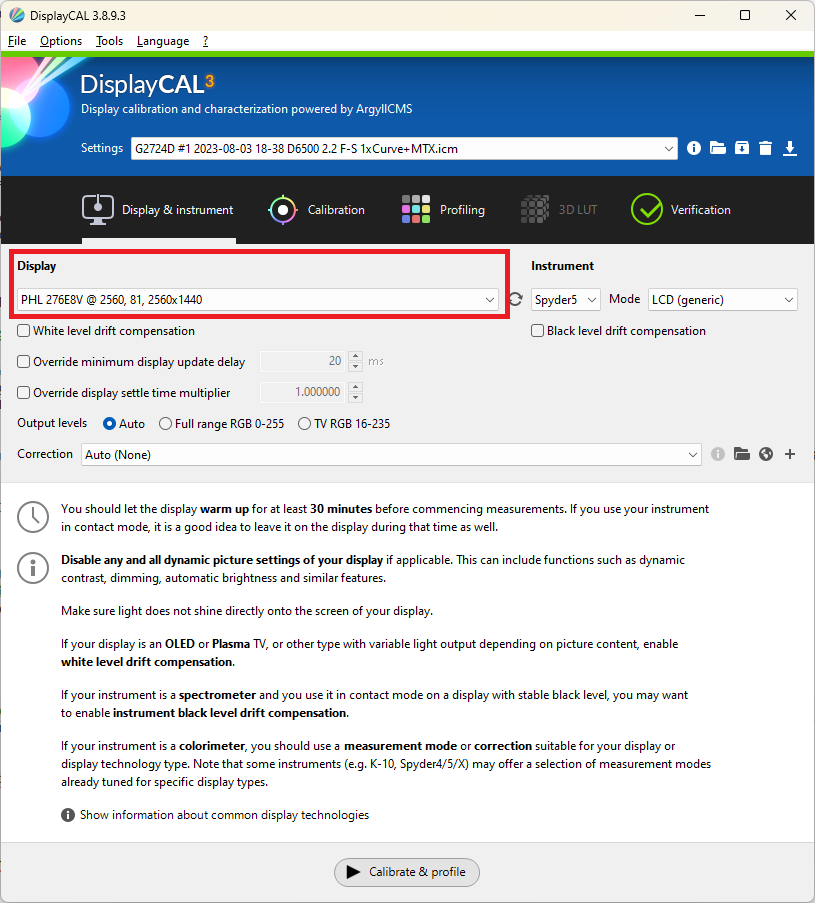 DisplayCAL 3.8.9.3
File Options Tools Language ?
DisplayCAL3
Display calibration and characterization powered by ArgyllCMS
Settings G2724D #1 2023-08-03 18-38 D6500 2.2 F-S 1xCurve+MTX.icm
Display & instrument Calibration Profiling 3D LUT Verification
Display Instrument
PHL 276E8V @ 2560, 81, 2560x1440 Spyder5 Mode LCD (generic)
White level drift compensation Black level drift compensation
Override minimum display update delay 20 ms
Override display settle time multiplier 1.000000
Output levels Auto Full range RGB 0-255 TV RGB 16-235
Correction Auto (None)
You should let the display warm up for at least 30 minutes before commencing measurements. If you use your instrument
in contact mode, it is a good idea to leave it on the display during that time as well.
Disable any and all dynamic picture settings of your display if applicable. This can include functions such as dynamic
contrast, dimming, automatic brightness and similar features.
Make sure light does not shine directly onto the screen of your display.
If your display is an OLED or Plasma TV, or other type with variable light output depending on picture content, enable
white level drift compensation.
If your instrument is a spectrometer and you use it in contact mode on a display with stable black level, you may want
to enable instrument black level drift compensation.
If your instrument is a colorimeter, you should use a measurement mode or correction suitable for your display or
display technology type. Note that some instruments (e.g. K-10, Spyder4/5/X) may offer a selection of measurement modes
already tuned for specific display types.
Show information about common display technologies
Calibrate & profile